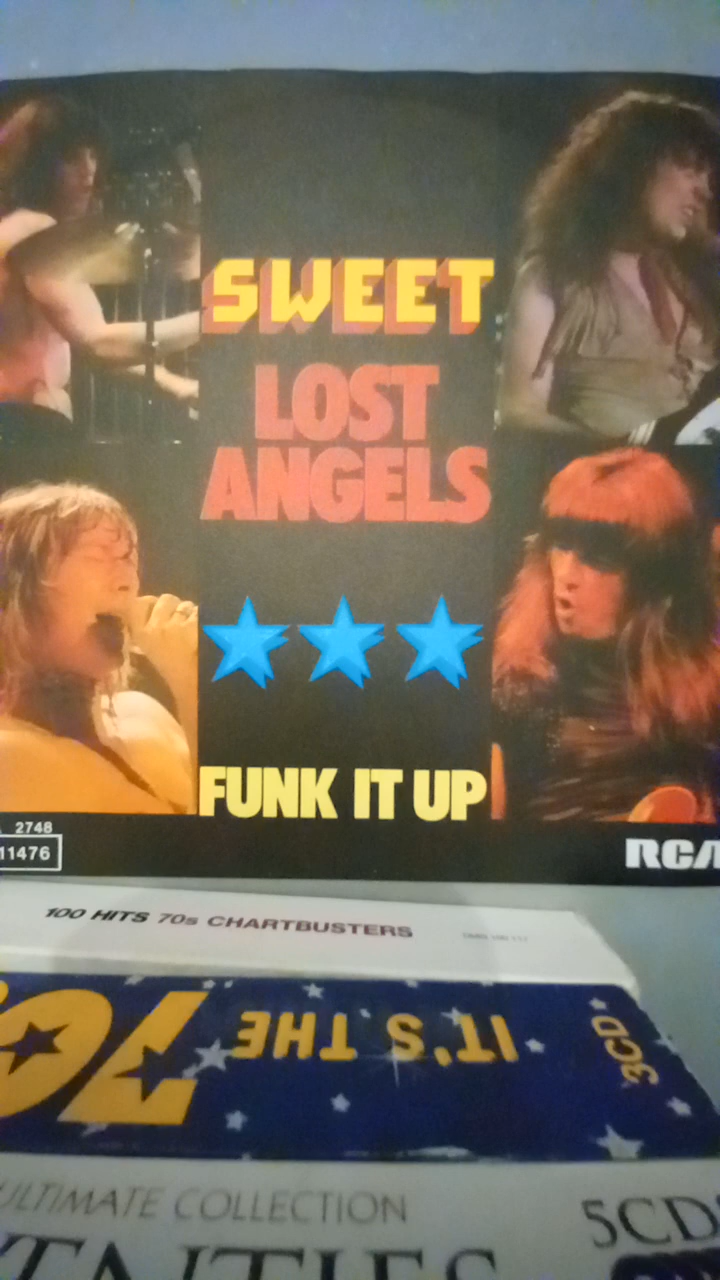 SWEET
LOST
ANGELS
FUNK IT UP
2748
11476
RCA
100 HITS 70s CHARTBUSTERS
IT'S THE
70
3CD
ULTIMATE COLLECTION
5CD